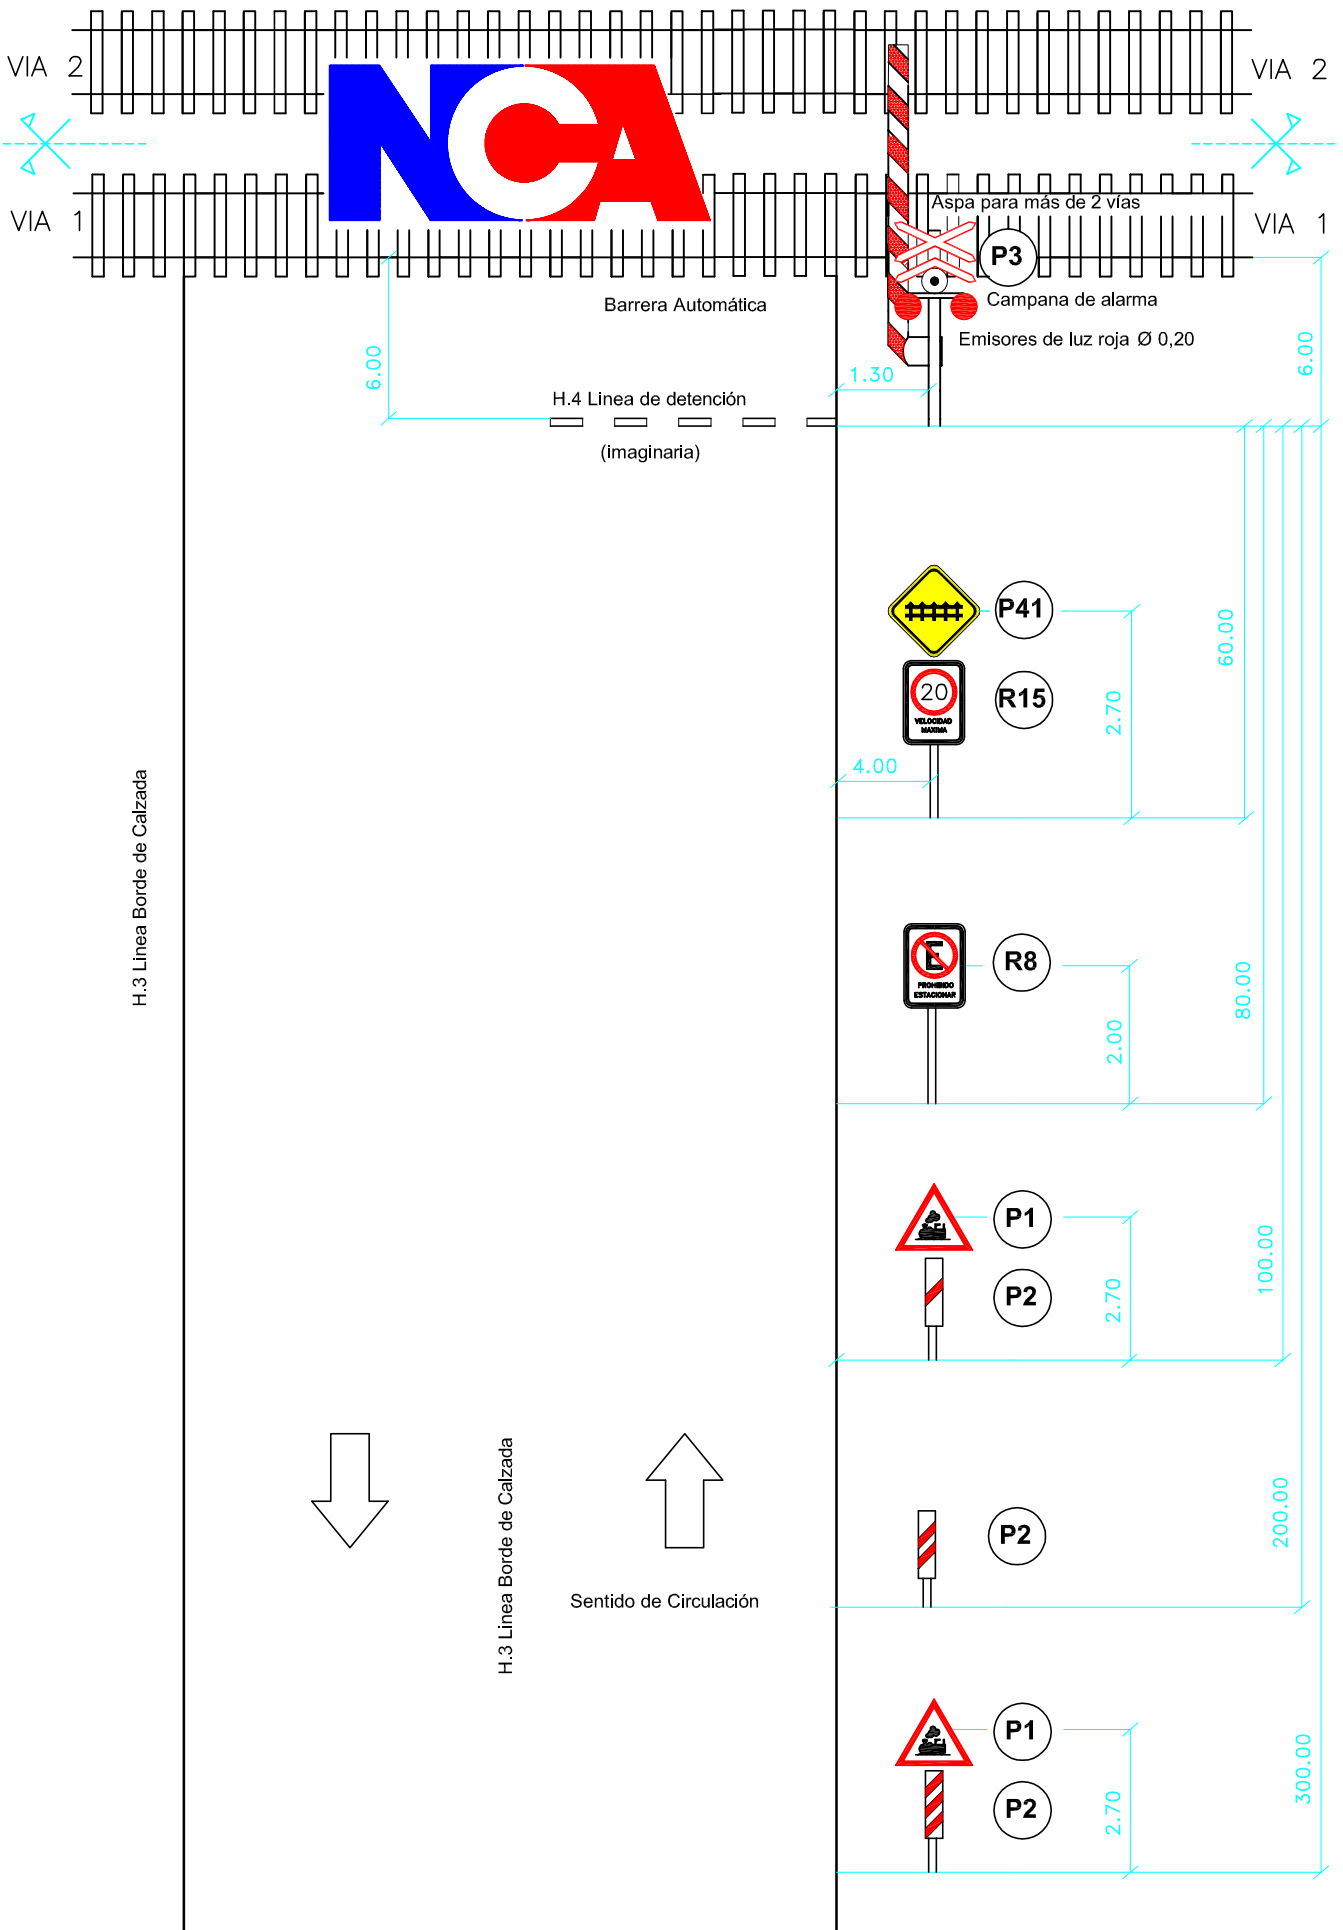 VIA 2
VIA 2
NCA
VIA 1
Aspa para más de 2 vías
VIA 1
P3
Barrera Automática
Campana de alarma
Emisores de luz roja Ø 0,20
6.00
6.00
1.30
H.4 Linea de detención
(imaginaria)
P41
R15
20
VELOCIDAD
MAXIMA
60.00
2.70
4.00
H.3 Linea Borde de Calzada
E
PROHIBIDO
ESTACIONAR
R8
80.00
2.00
P1
P2
100.00
2.70
H.3 Linea Borde de Calzada
P2
200.00
Sentido de Circulación
P1
P2
2.70
300.00